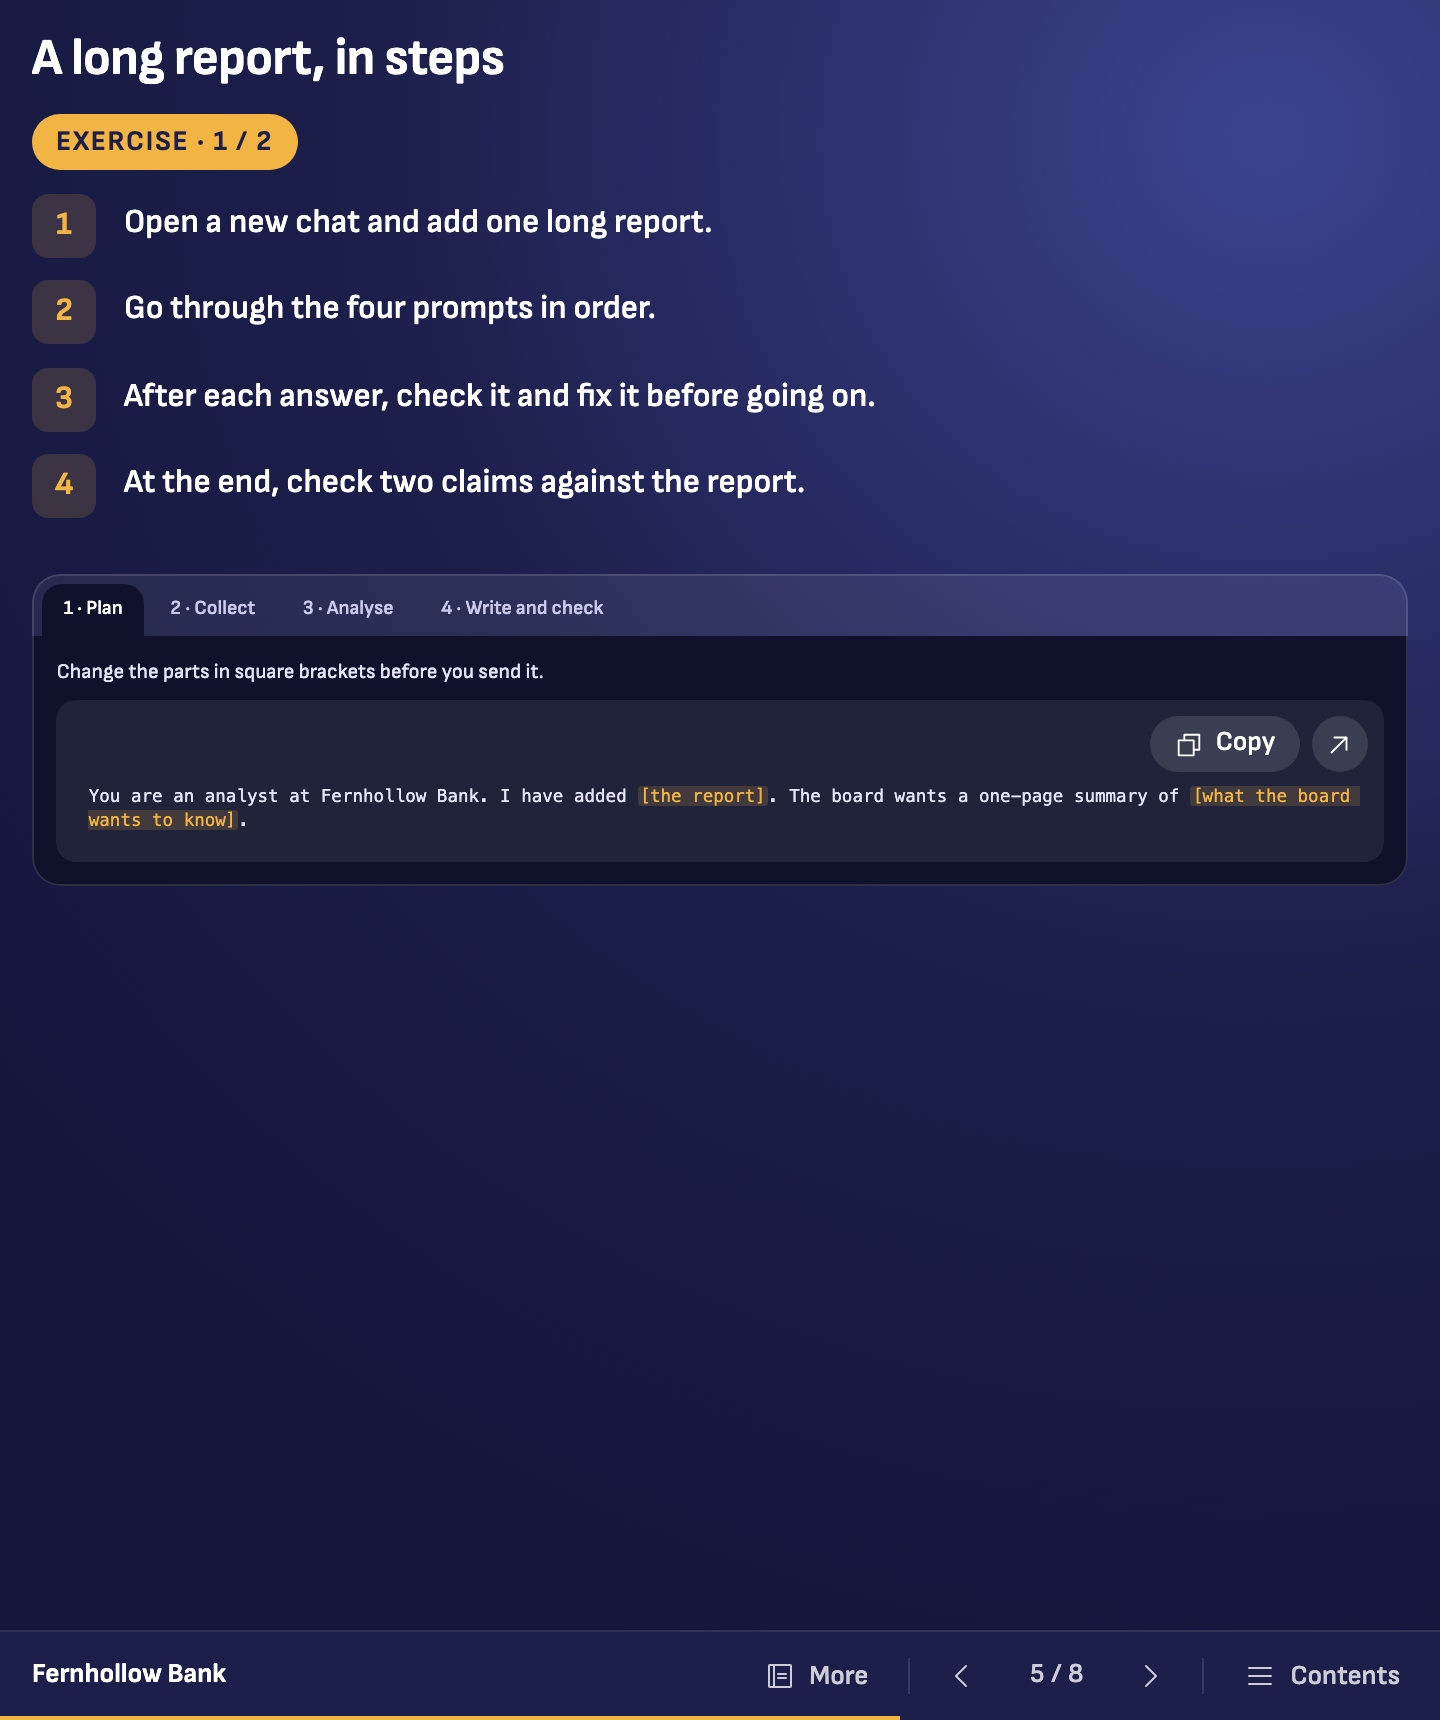 A long report, in steps
EXERCISE · 1 / 2
1 Open a new chat and add one long report.
2 Go through the four prompts in order.
3 After each answer, check it and fix it before going on.
4 At the end, check two claims against the report.
1 · Plan 2 · Collect 3 · Analyse 4 · Write and check
Change the parts in square brackets before you send it.
Copy
You are an analyst at Fernhollow Bank. I have added [the report]. The board wants a one-page summary of [what the board
wants to know].
Fernhollow Bank More 5 / 8 Contents